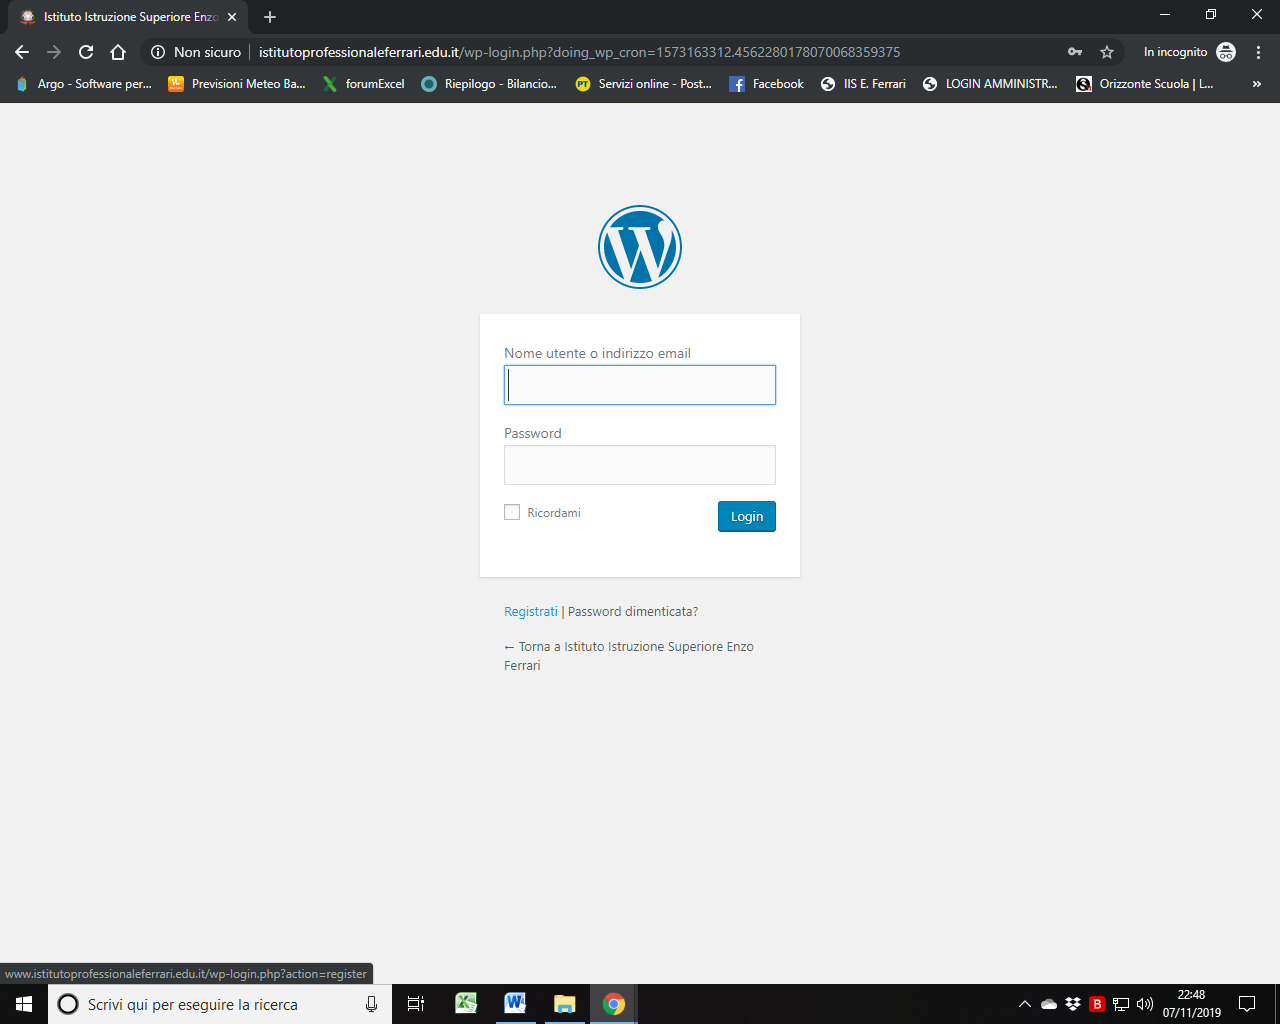 Istituto Istruzione Superiore Enzo
Non sicuro
istitutoprofessionaleferrari.edu.it/wp-login.php?doing_wp_cron=1573163312.4562280178070068359375
In incognito
Argo - Software per...
Previsioni Meteo Ba...
forumExcel
Riepilogo - Bilancio...
PT
Servizi online - Post...
Facebook
IIS E. Ferrari
LOGIN AMMINISTR...
Orizzonte Scuola | L...
»
Nome utente o indirizzo email
Password
Ricordami
Login
Registrati | Password dimenticata?
← Torna a Istituto Istruzione Superiore Enzo
Ferrari
www.istitutoprofessionaleferrari.edu.it/wp-login.php?action=register
Scrivi qui per eseguire la ricerca
22:48
07/11/2019